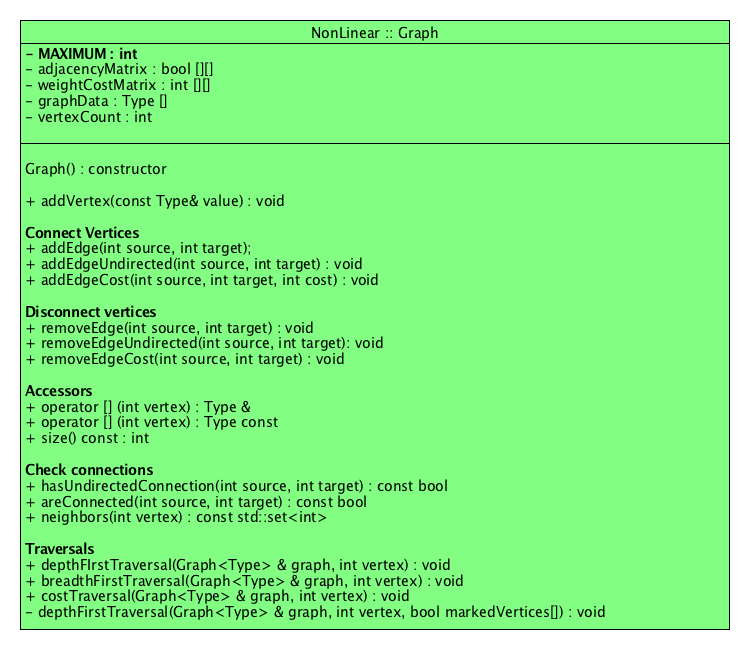 NonLinear :: Graph
- MAXIMUM : int
- adjacencyMatrix : bool [][]
- weightCostMatrix : int [][]
- graphData : Type []
- vertexCount : int
Graph() : constructor
+ addVertex(const Type& value) : void
Connect Vertices
+ addEdge(int source, int target);
+ addEdgeUndirected(int source, int target) : void
+ addEdgeCost(int source, int target, int cost) : void
Disconnect vertices
+ removeEdge(int source, int target) : void
+ removeEdgeUndirected(int source, int target): void
+ removeEdgeCost(int source, int target) : void
Accessors
+ operator [] (int vertex) : Type &
+ operator [] (int vertex) : Type const
+ size() const : int
Check connections
+ hasUndirectedConnection(int source, int target) : const bool
+ areConnected(int source, int target) : const bool
+ neighbors(int vertex) : const std::set<int>
Traversals
+ depthFIrstTraversal(Graph<Type> & graph, int vertex) : void
+ breadthFirstTraversal(Graph<Type> & graph, int vertex) : void
+ costTraversal(Graph<Type> & graph, int vertex) : void
- depthFirstTraversal(Graph<Type> & graph, int vertex, bool markedVertices[]) : void